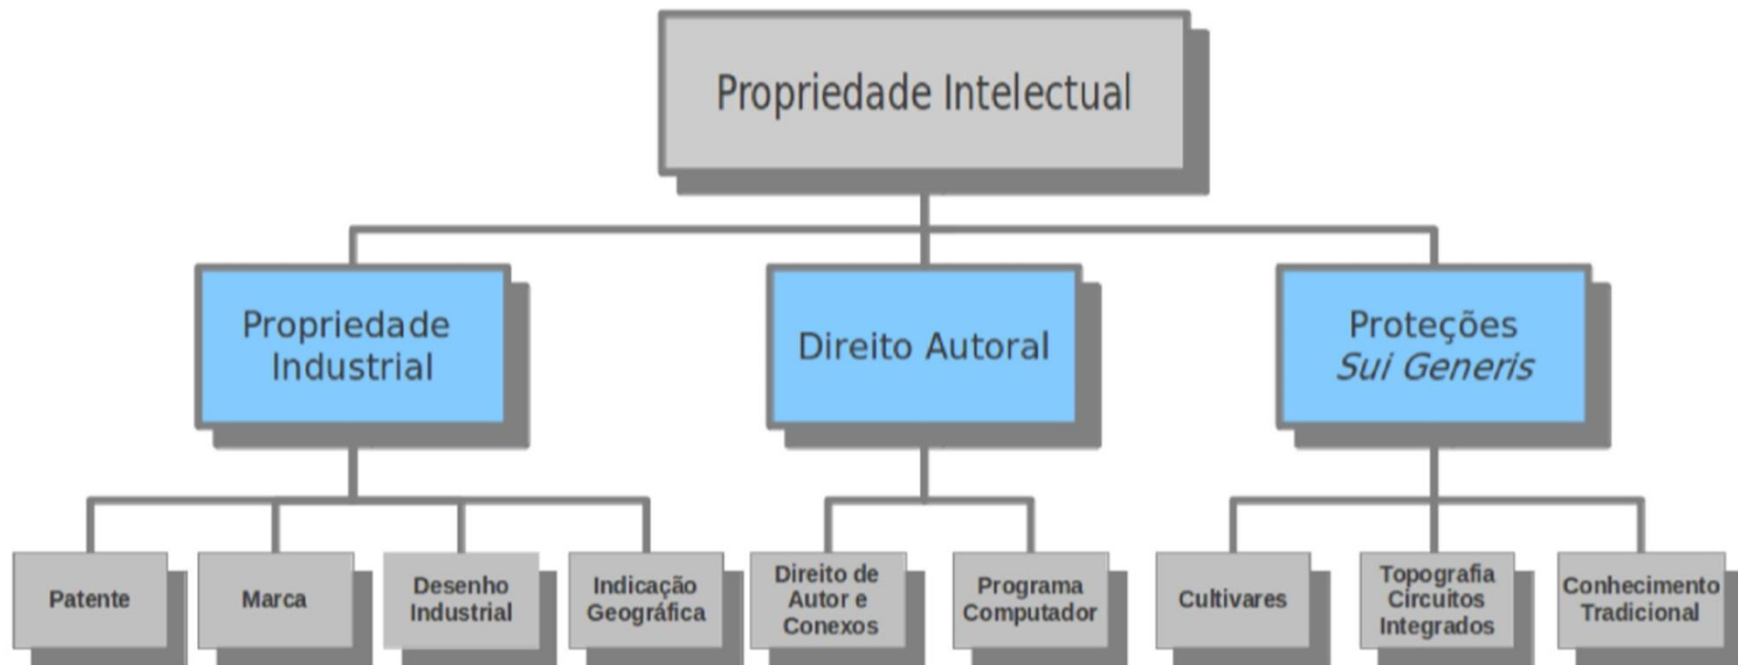 Propriedade Intelectual
Propriedade
Industrial
Direito Autoral
Proteções
Sui Generis
Patente
Marca
Desenho
Industrial
Indicação
Geográfica
Direito de
Autor e
Conexos
Programa
Computador
Cultivares
Topografia
Circuitos
Integrados
Conhecimento
Tradicional